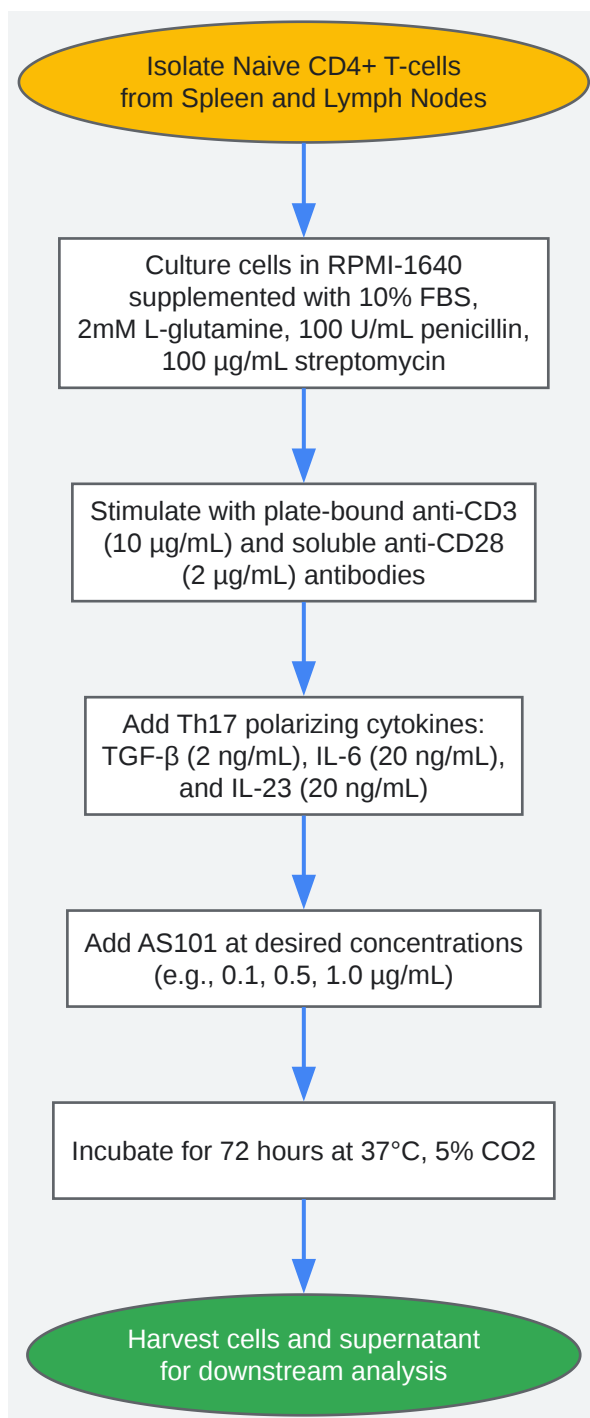 Isolate Naive CD4+ T-cells
from Spleen and Lymph Nodes
Culture cells in RPMI-1640
supplemented with 10% FBS,
2mM L-glutamine, 100 U/mL penicillin,
100 µg/mL streptomycin
Stimulate with plate-bound anti-CD3
(10 µg/mL) and soluble anti-CD28
(2 µg/mL) antibodies
Add Th17 polarizing cytokines:
TGF-β (2 ng/mL), IL-6 (20 ng/mL),
and IL-23 (20 ng/mL)
Add AS101 at desired concentrations
(e.g., 0.1, 0.5, 1.0 µg/mL)
Incubate for 72 hours at 37°C, 5% CO2
Harvest cells and supernatant
for downstream analysis